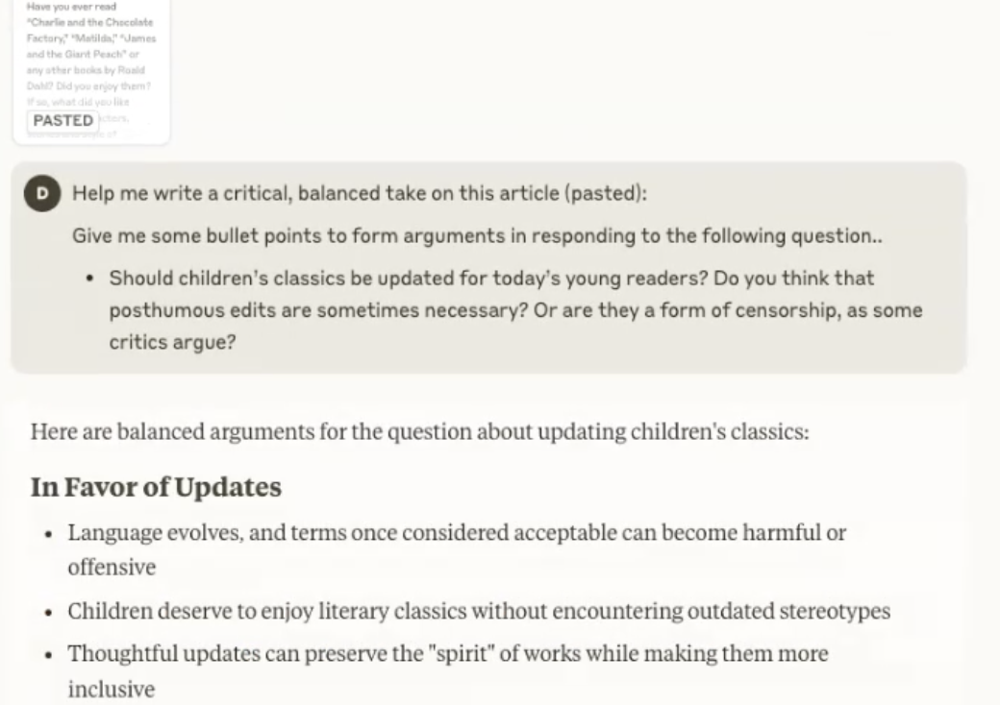 Have you ever read
"Charlie and the Chocolate
Factory," "Matilda," "James
and the Giant Peach" or
any other books by Roald
Dahl? Did you enjoy them?
If so, what did you like
PASTED
D
Help me write a critical, balanced take on this article (pasted):
Give me some bullet points to form arguments in responding to the following question..
• Should children's classics be updated for today's young readers? Do you think that
posthumous edits are sometimes necessary? Or are they a form of censorship, as some
critics argue?
Here are balanced arguments for the question about updating children's classics:
In Favor of Updates
• Language evolves, and terms once considered acceptable can become harmful or
offensive
• Children deserve to enjoy literary classics without encountering outdated stereotypes
• Thoughtful updates can preserve the "spirit" of works while making them more
inclusive